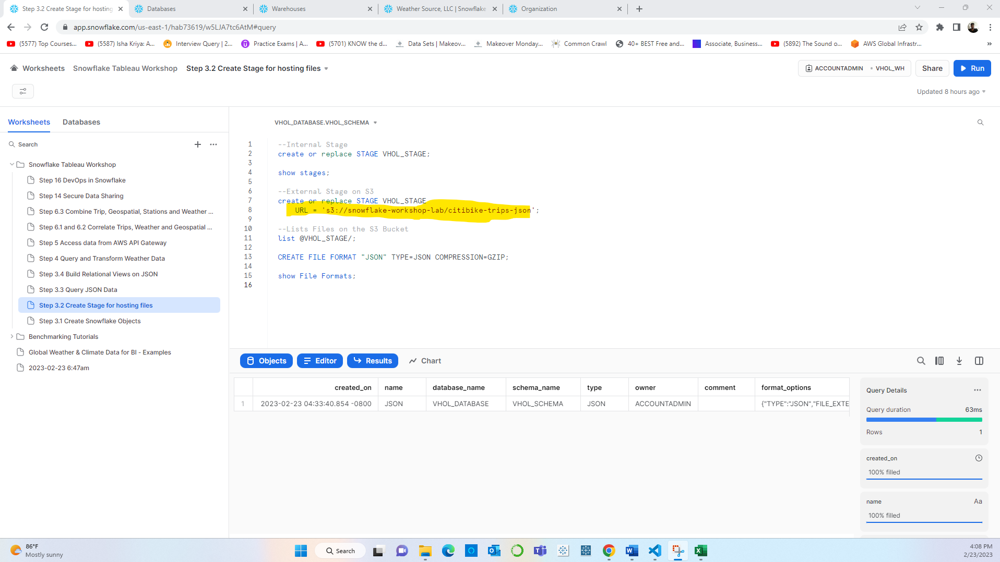 Step 3.2 Create Stage for hosting
Databases
Warehouses
Weather Source, LLC | Snowflake
Organization
app.snowflake.com/us-east-1/hab73619/w5LJA7tc6AtM#query
(5577) Top Courses...
(5587) Isha Kriya: A...
Interview Query | 2...
Practice Exams | A...
(5701) KNOW the d...
Data Sets | Makeov...
Makeover Monday...
Common Crawl
40+ BEST Free and...
Associate, Business...
(5892) The Sound o...
AWS Global Infrastr...
»
Worksheets Snowflake Tableau Workshop Step 3.2 Create Stage for hosting files
ACCOUNTADMIN • VHOL_WH
Share
Run
Updated 8 hours ago
Worksheets Databases
Search
Snowflake Tableau Workshop
Step 16 DevOps in Snowflake
Step 14 Secure Data Sharing
Step 6.3 Combine Trip, Geospatial, Stations and Weather ...
Step 6.1 and 6.2 Correlate Trips, Weather and Geospatial ...
Step 5 Access data from AWS API Gateway
Step 4 Query and Transform Weather Data
Step 3.4 Build Relational Views on JSON
Step 3.3 Query JSON Data
Step 3.2 Create Stage for hosting files
Step 3.1 Create Snowflake Objects
Benchmarking Tutorials
Global Weather & Climate Data for BI - Examples
2023-02-23 6:47am
VHOL_DATABASE.VHOL_SCHEMA
1 --Internal Stage
2 create or replace STAGE VHOL_STAGE;
3
4 show stages;
5
6 --External Stage on S3
7 create or replace STAGE VHOL_STAGE
8 URL = 's3://snowflake-workshop-lab/citibike-trips-json';
9
10 --Lists Files on the S3 Bucket
11 list @VHOL_STAGE/;
12
13 CREATE FILE FORMAT "JSON" TYPE=JSON COMPRESSION=GZIP;
14
15 show File Formats;
16
Objects Editor Results Chart
created_on name database_name schema_name type owner comment format_options
1 2023-02-23 04:33:40.854 -0800 JSON VHOL_DATABASE VHOL_SCHEMA JSON ACCOUNTADMIN {"TYPE":"JSON","FILE_EXTE
Query Details
Query duration 63ms
Rows 1
created_on
100% filled
name Aa
100% filled
86°F
Mostly sunny
Search
4:08 PM
2/23/2023